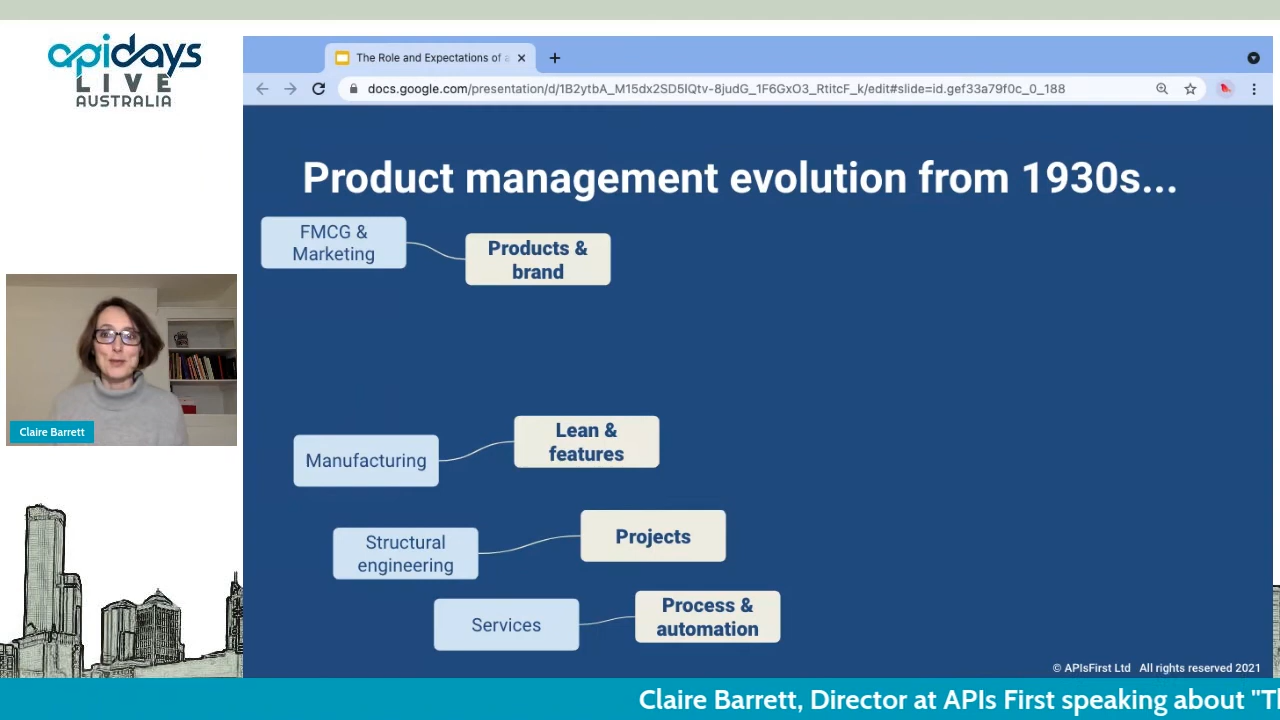 apidays
LIVE
AUSTRALIA
The Role and Expectations of a
docs.google.com/presentation/d/1B2ytbA_M15dx2SD5IQtv-8judG_1F6GxO3_RtitcF_k/edit#slide=id.gef33a79f0c_0_188
Product management evolution from 1930s...
FMCG &
Marketing
Products &
brand
Manufacturing
Lean &
features
Structural
engineering
Projects
Services
Process &
automation
© APIsFirst Ltd All rights reserved 2021
Claire Barrett
Claire Barrett, Director at APIs First speaking about "T